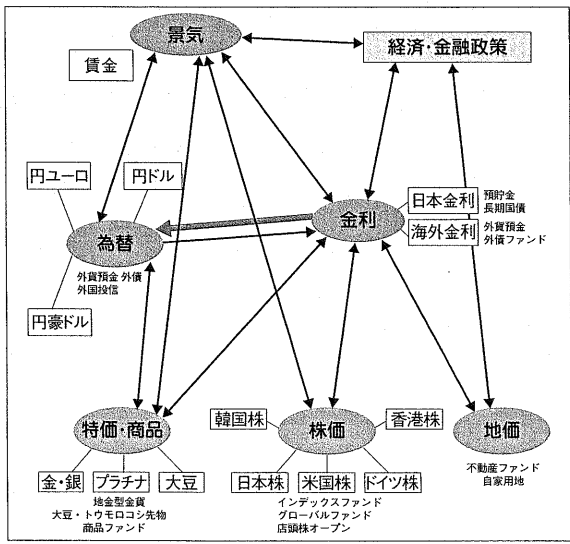 景気
経済・金融政策
賃金
円ユーロ
円ドル
日本金利
預貯金
長期国債
金利
海外金利
外貨預金
外債ファンド
為替
外貨預金 外債
外国投信
円豪ドル
韓国株
香港株
特価・商品
株価
地価
金・銀
プラチナ
大豆
日本株
米国株
ドイツ株
不動産ファンド
自家用地
地金型金貨
大豆・トウモロコシ先物
商品ファンド
インデックスファンド
グローバルファンド
店頭株オープン